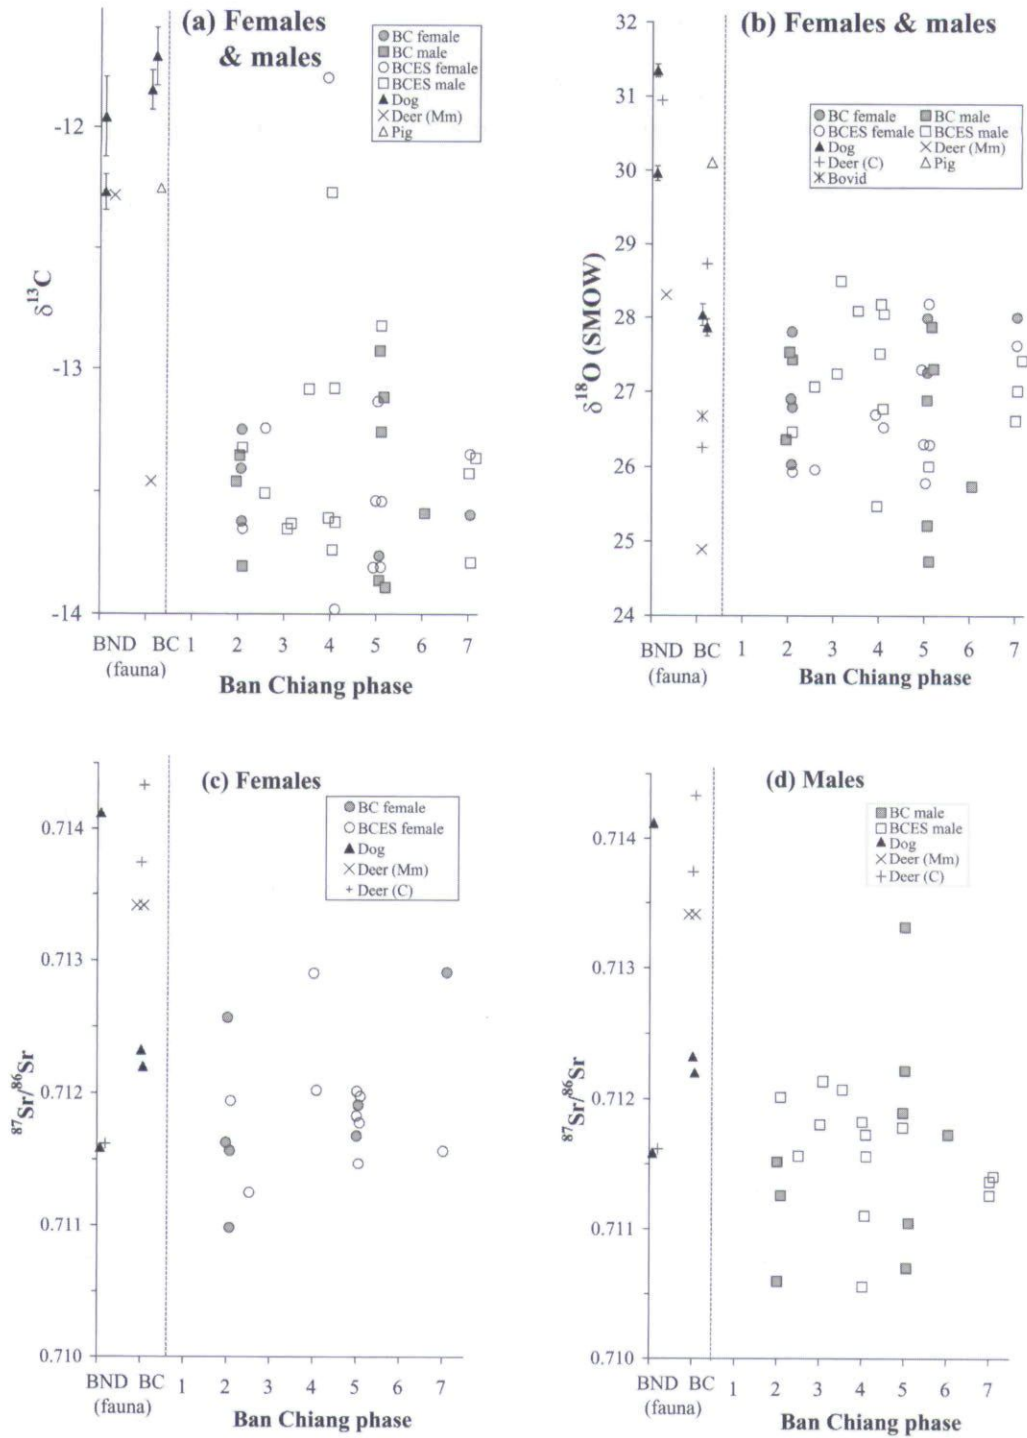 (a) Females
& males
BC female
BC male
BCES female
BCES male
Dog
Deer (Mm)
Pig
-12
-13
-14
δ¹³C
BND BC 1 2 3 4 5 6 7
(fauna)
Ban Chiang phase
(b) Females & males
BC female BC male
BCES female BCES male
Dog Deer (Mm)
Deer (C) Pig
Bovid
32
31
30
29
28
27
26
25
24
δ¹⁸O (SMOW)
BND BC 1 2 3 4 5 6 7
(fauna)
Ban Chiang phase
(c) Females
BC female
BCES female
Dog
Deer (Mm)
Deer (C)
0.714
0.713
0.712
0.711
0.710
⁸⁷Sr/⁸⁶Sr
BND BC 1 2 3 4 5 6 7
(fauna)
Ban Chiang phase
(d) Males
BC male
BCES male
Dog
Deer (Mm)
Deer (C)
0.714
0.713
0.712
0.711
0.710
⁸⁷Sr/⁸⁶Sr
BND BC 1 2 3 4 5 6 7
(fauna)
Ban Chiang phase